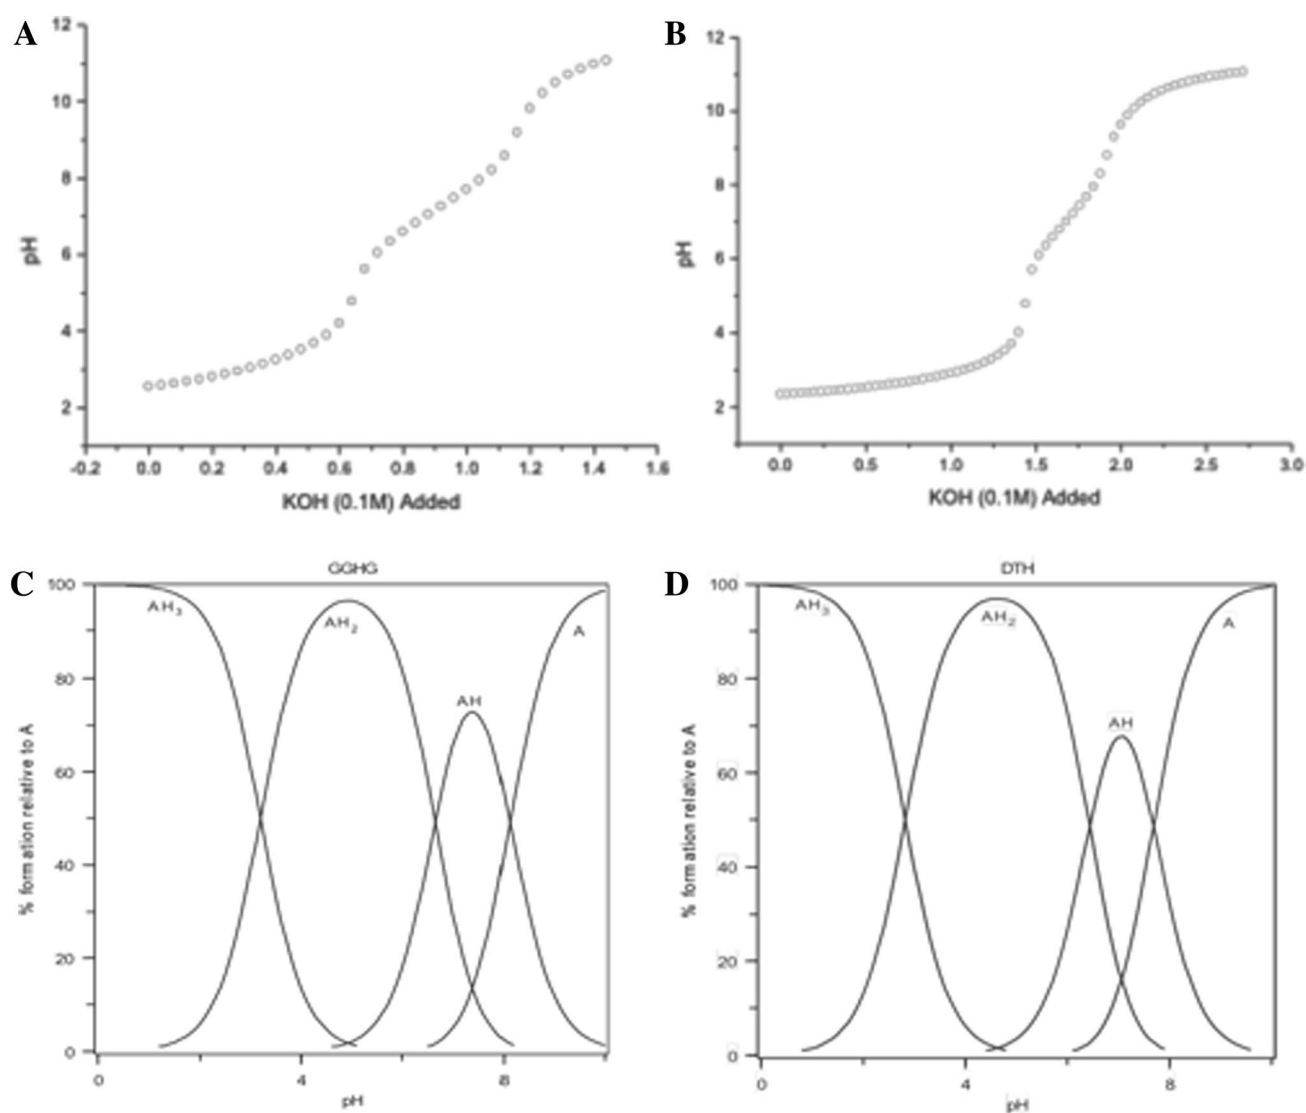 A
12
10
8
6
4
2
pH
-0.2 0.0 0.2 0.4 0.6 0.8 1.0 1.2 1.4 1.6
KOH (0.1M) Added
B
12
10
8
6
4
2
pH
0.0 0.5 1.0 1.5 2.0 2.5 3.0
KOH (0.1M) Added
C
GGHG
100
80
60
40
20
0
% formation relative to A
AH3
AH2
AH
A
0 4 8
pH
D
DTH
100
80
60
40
20
0
% formation relative to A
AH3
AH2
AH
A
0 4 8
pH